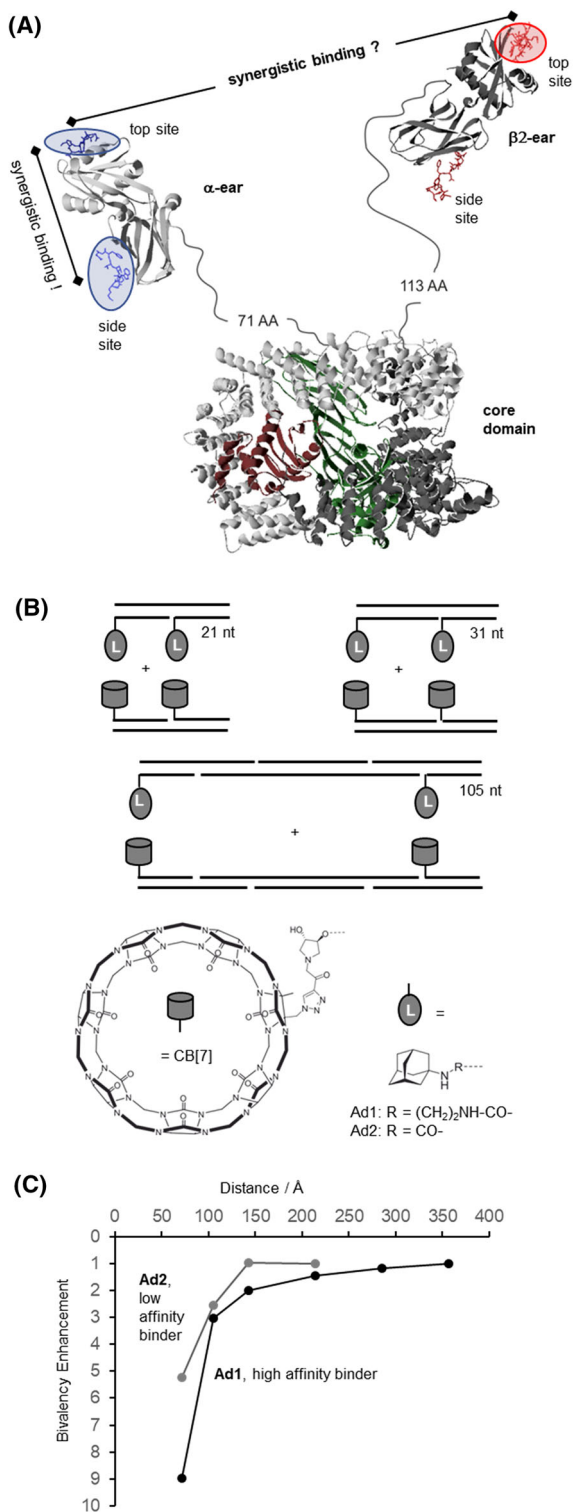 (A)
synergistic binding ?
top
site
top site
β2-ear
α-ear
synergistic binding !
side
site
side
site
113 AA
71 AA
core
domain
(B)
L
L
21 nt
+
+
L
L
31 nt
+
+
L
L
105 nt
+
HO
O
N
O
N
N
N
N
= CB[7]
L
=
N
H
R
Ad1: R = (CH2)2NH-CO-
Ad2: R = CO-
(C)
Distance / Å
0 50 100 150 200 250 300 350 400
0
1
2
3
4
5
6
7
8
9
10
Bivalency Enhancement
Ad2,
low
affinity
binder
Ad1, high affinity binder